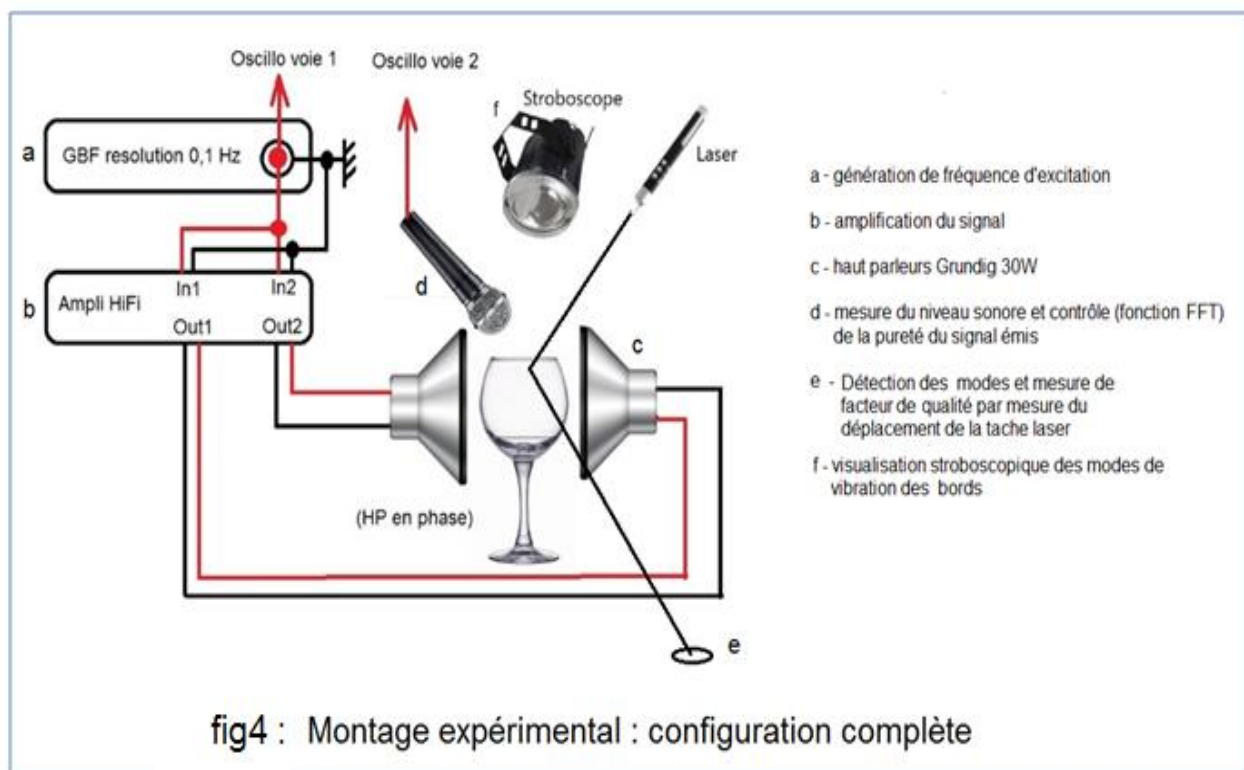 Oscillo voie 1
Oscillo voie 2
f
Stroboscope
Laser
a
GBF resolution 0,1 Hz
b
Ampli HiFi
In1
In2
Out1
Out2
d
c
(HP en phase)
e
a - génération de fréquence d'excitation
b - amplification du signal
c - haut parleurs Grundig 30W
d - mesure du niveau sonore et contrôle (fonction FFT)
de la pureté du signal émis
e - Détection des modes et mesure de
facteur de qualité par mesure du
déplacement de la tache laser
f - visualisation stroboscopique des modes de
vibration des bords
fig4 : Montage expérimental : configuration complète